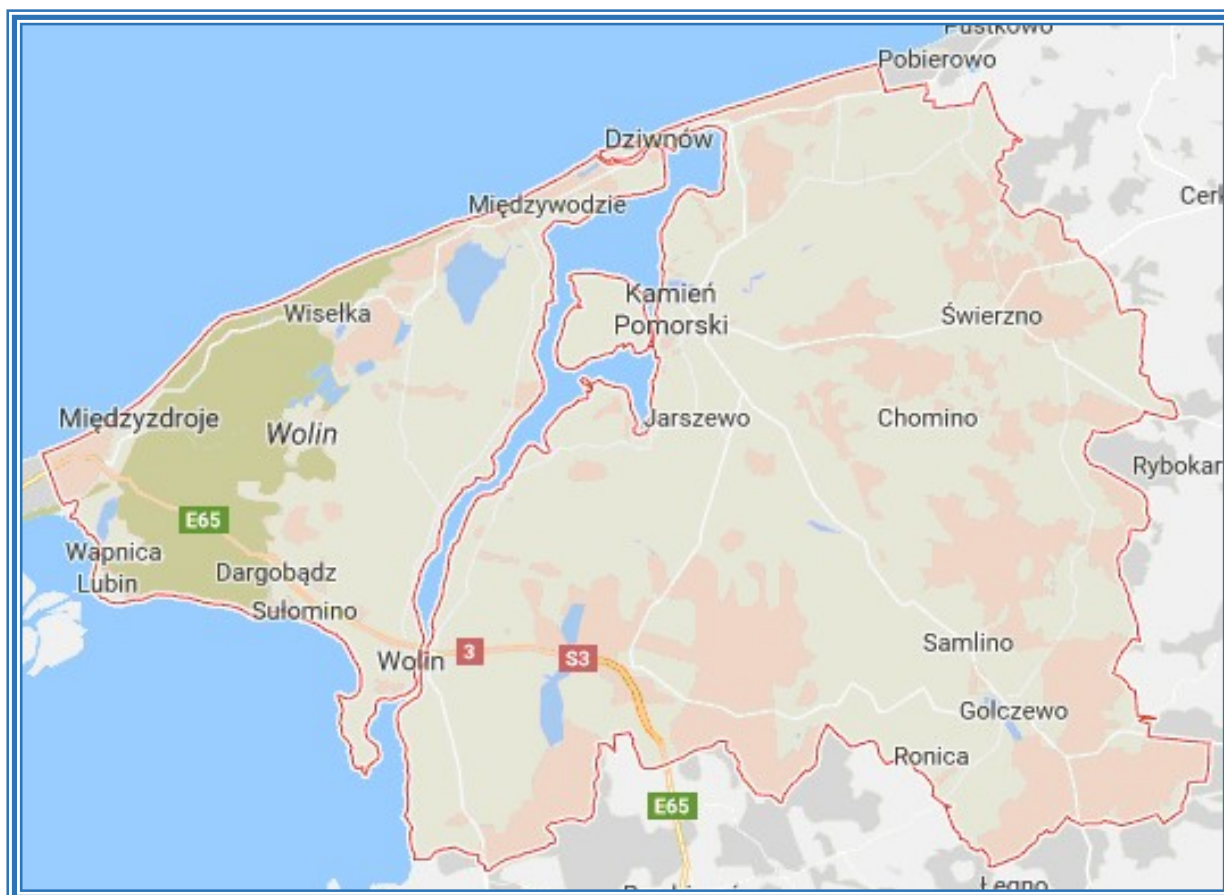 Pustkowo
Pobierowo
Dziwnów
Międzywodzie
Kamień
Pomorski
Wisełka
Świerzno
Międzyzdroje
Wolin
Jarszewo
Chomino
E65
Wapnica
Lubin
Dargobądz
Sułomino
Wolin
3
S3
Samlino
Golczewo
Ronica
E65